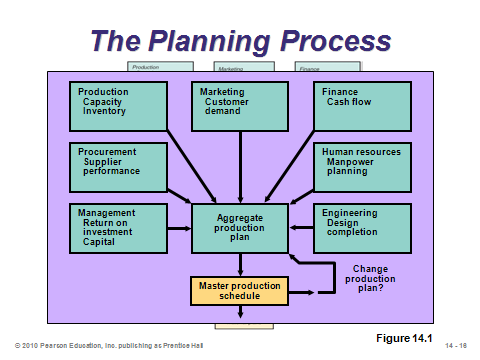 The Planning Process
Production
Marketing
Finance
Production
Capacity
Inventory
Marketing
Customer
demand
Finance
Cash flow
Procurement
Supplier
performance
Human resources
Manpower
planning
Management
Return on
investment
Capital
Aggregate
production
plan
Engineering
Design
completion
Master production
schedule
Change
production
plan?
Figure 14.1
© 2010 Pearson Education, Inc. publishing as Prentice Hall
14 - 16